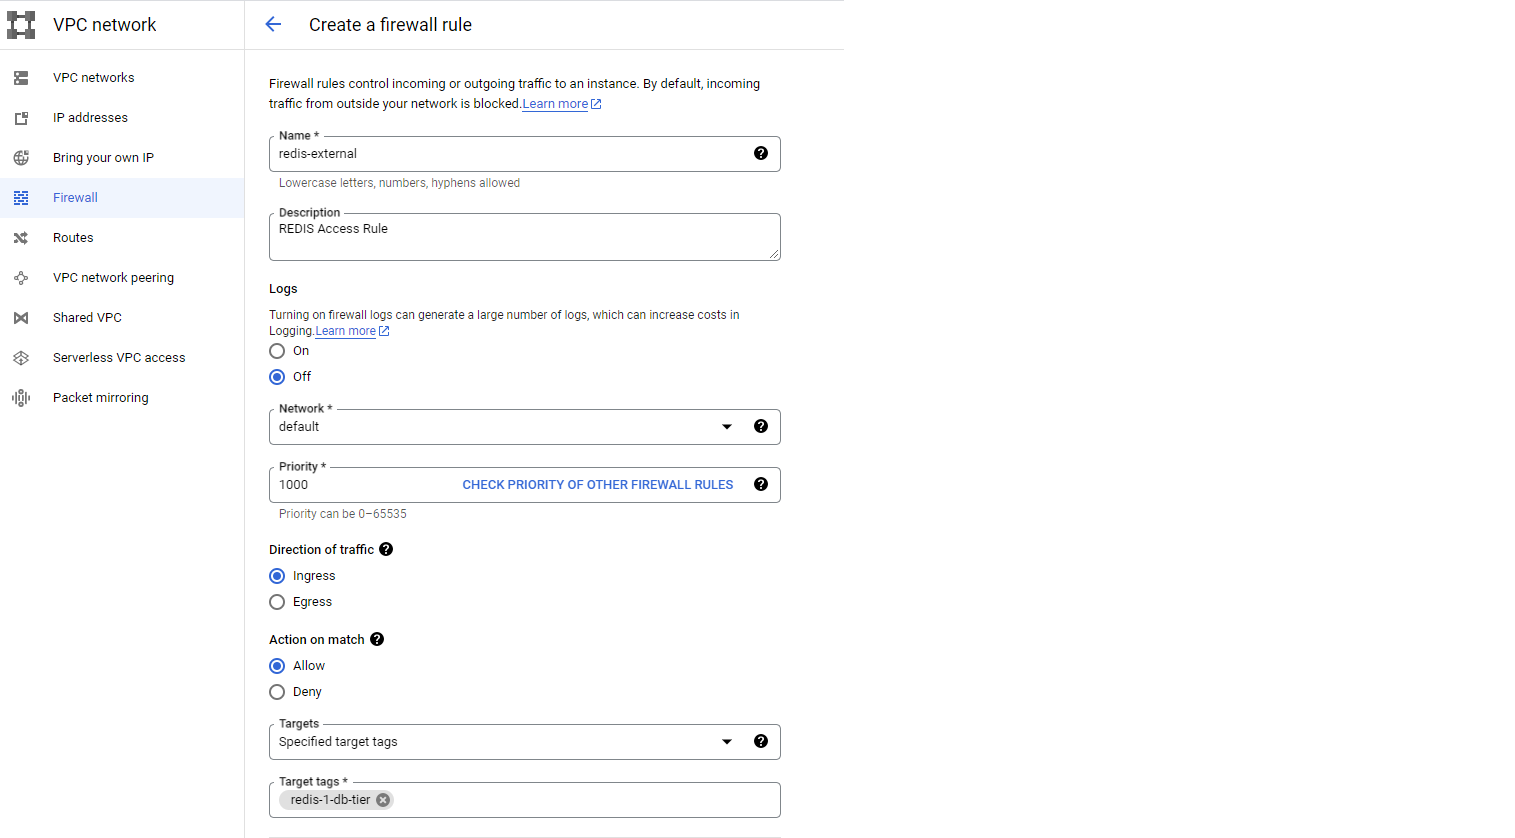 VPC network
Create a firewall rule
VPC networks
IP addresses
Bring your own IP
Firewall
Routes
VPC network peering
Shared VPC
Serverless VPC access
Packet mirroring
Firewall rules control incoming or outgoing traffic to an instance. By default, incoming
traffic from outside your network is blocked.Learn more
Name *
redis-external
Lowercase letters, numbers, hyphens allowed
Description
REDIS Access Rule
Logs
Turning on firewall logs can generate a large number of logs, which can increase costs in
Logging.Learn more
On
Off
Network *
default
Priority *
1000 CHECK PRIORITY OF OTHER FIREWALL RULES
Priority can be 0–65535
Direction of traffic
Ingress
Egress
Action on match
Allow
Deny
Targets
Specified target tags
Target tags *
redis-1-db-tier